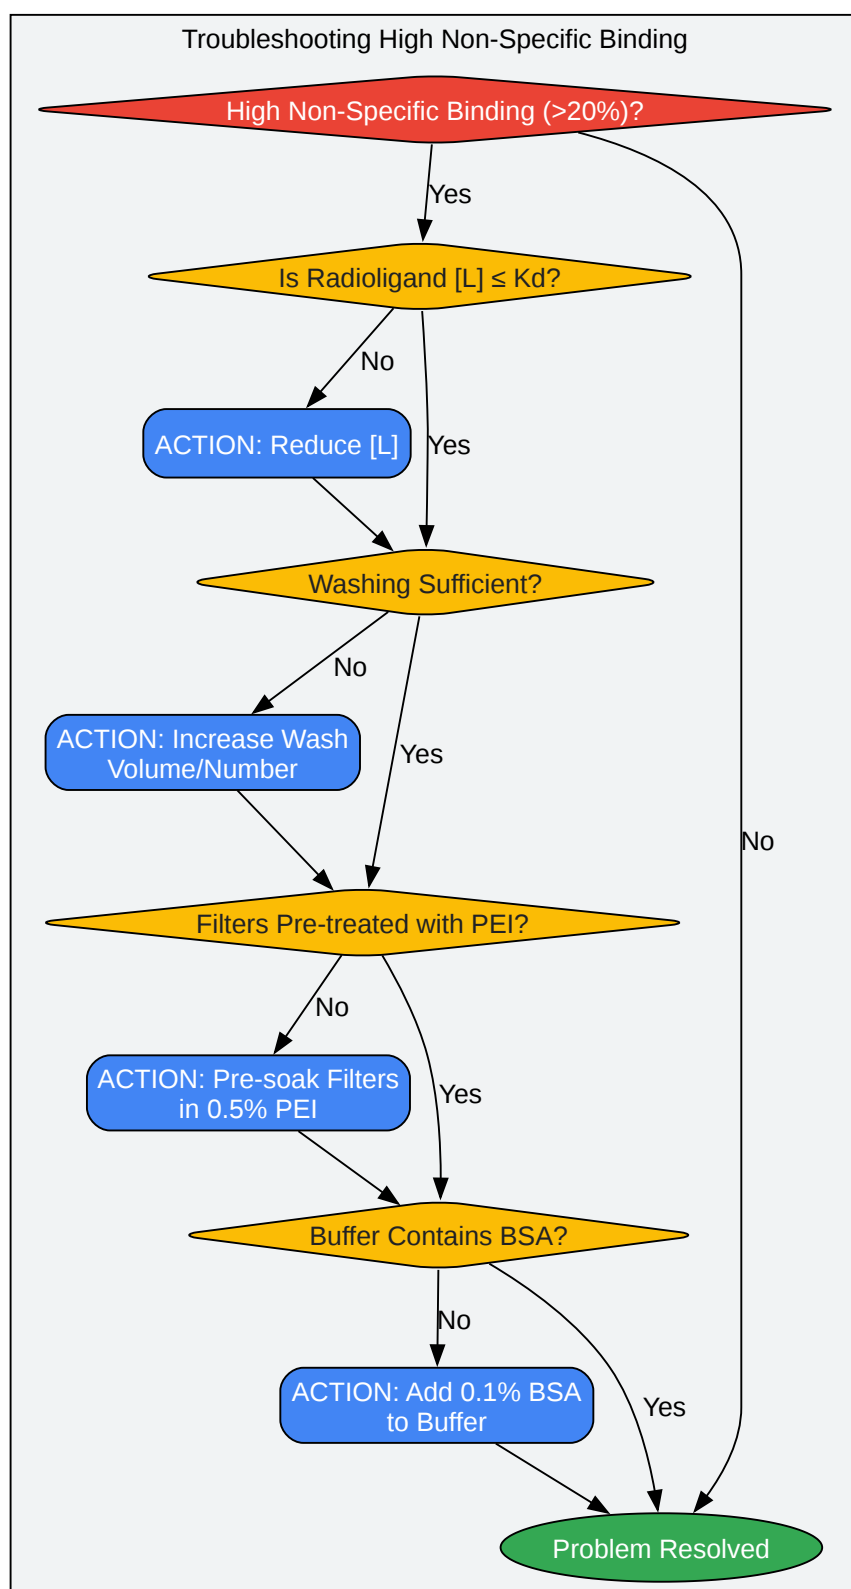 Troubleshooting High Non-Specific Binding
High Non-Specific Binding (>20%)?
Yes
Is Radioligand [L] ≤ Kd?
No
ACTION: Reduce [L]
Yes
Washing Sufficient?
No
ACTION: Increase Wash
Volume/Number
Yes
No
Filters Pre-treated with PEI?
No
ACTION: Pre-soak Filters
in 0.5% PEI
Yes
Buffer Contains BSA?
No
ACTION: Add 0.1% BSA
to Buffer
Yes
Problem Resolved